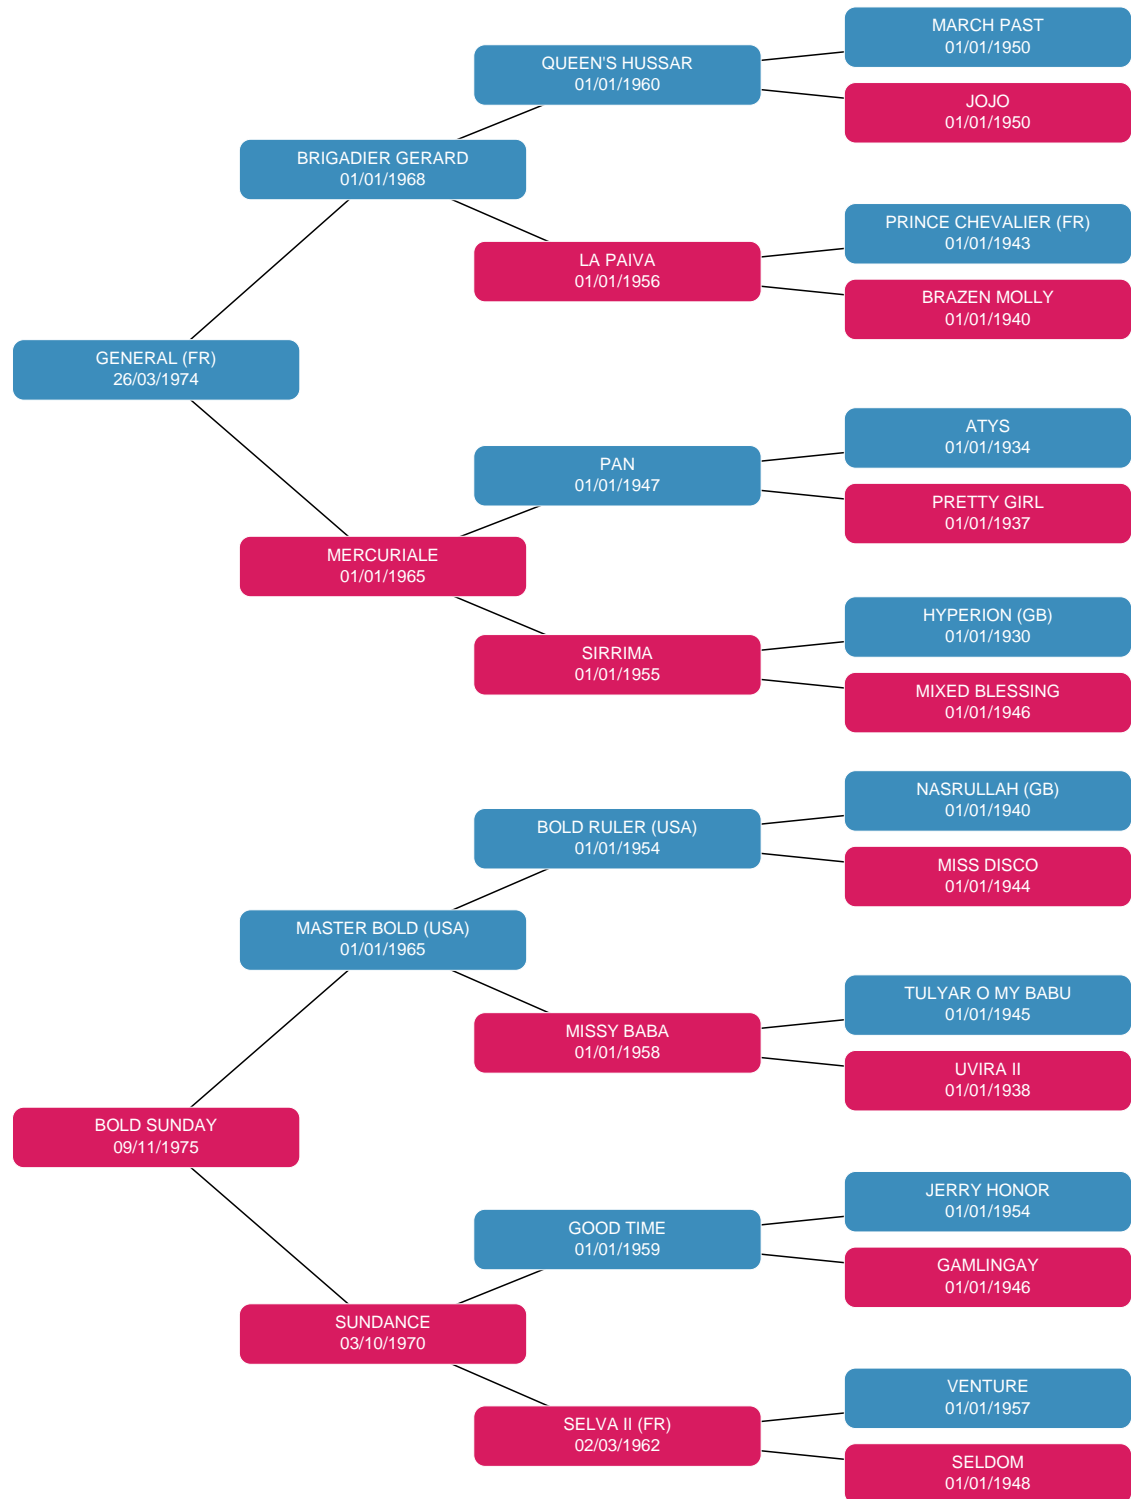 MARCH PAST
01/01/1950
QUEEN'S HUSSAR
01/01/1960
JOJO
01/01/1950
BRIGADIER GERARD
01/01/1968
PRINCE CHEVALIER (FR)
01/01/1943
LA PAIVA
01/01/1956
BRAZEN MOLLY
01/01/1940
GENERAL (FR)
26/03/1974
ATYS
01/01/1934
PAN
01/01/1947
PRETTY GIRL
01/01/1937
MERCURIALE
01/01/1965
HYPERION (GB)
01/01/1930
SIRRIMA
01/01/1955
MIXED BLESSING
01/01/1946
NASRULLAH (GB)
01/01/1940
BOLD RULER (USA)
01/01/1954
MISS DISCO
01/01/1944
MASTER BOLD (USA)
01/01/1965
TULYAR O MY BABU
01/01/1945
MISSY BABA
01/01/1958
UVIRA II
01/01/1938
BOLD SUNDAY
09/11/1975
JERRY HONOR
01/01/1954
GOOD TIME
01/01/1959
GAMLINGAY
01/01/1946
SUNDANCE
03/10/1970
VENTURE
01/01/1957
SELVA II (FR)
02/03/1962
SELDOM
01/01/1948